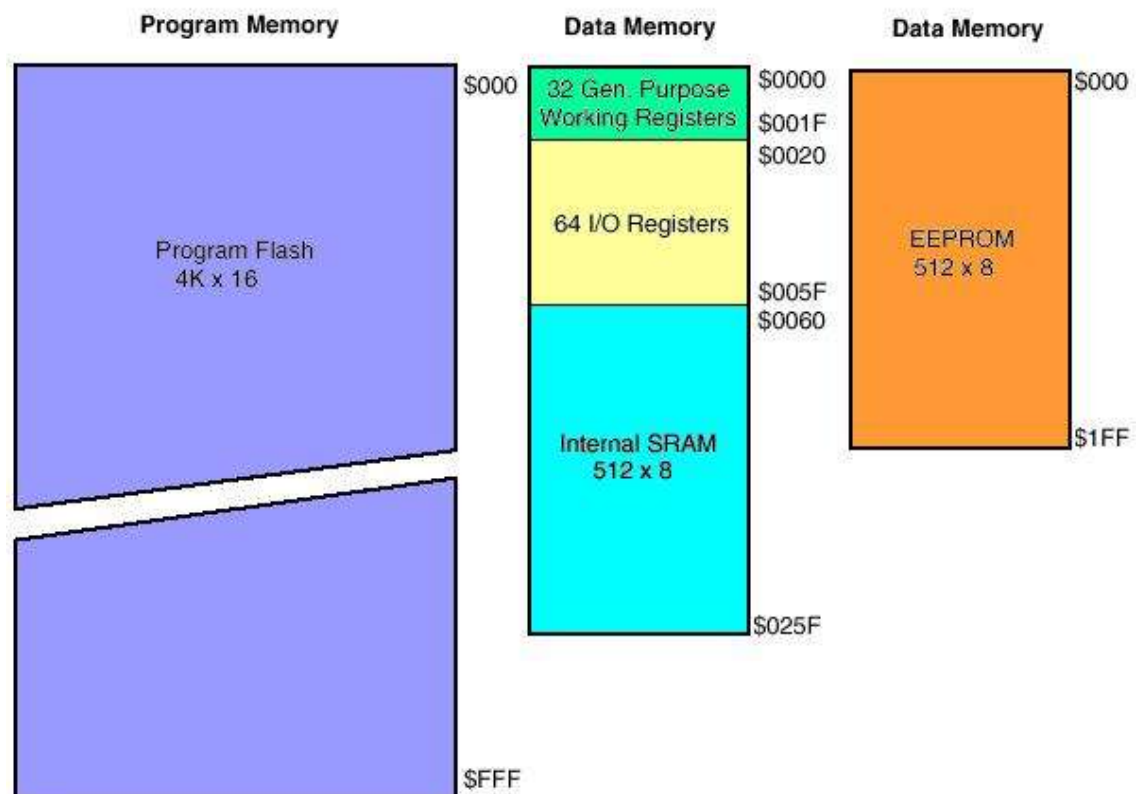 Program Memory
$000
Program Flash
4K x 16
$FFF
Data Memory
32 Gen. Purpose
Working Registers
$0000
$001F
$0020
64 I/O Registers
$005F
$0060
Internal SRAM
512 x 8
$025F
Data Memory
$000
EEPROM
512 x 8
$1FF